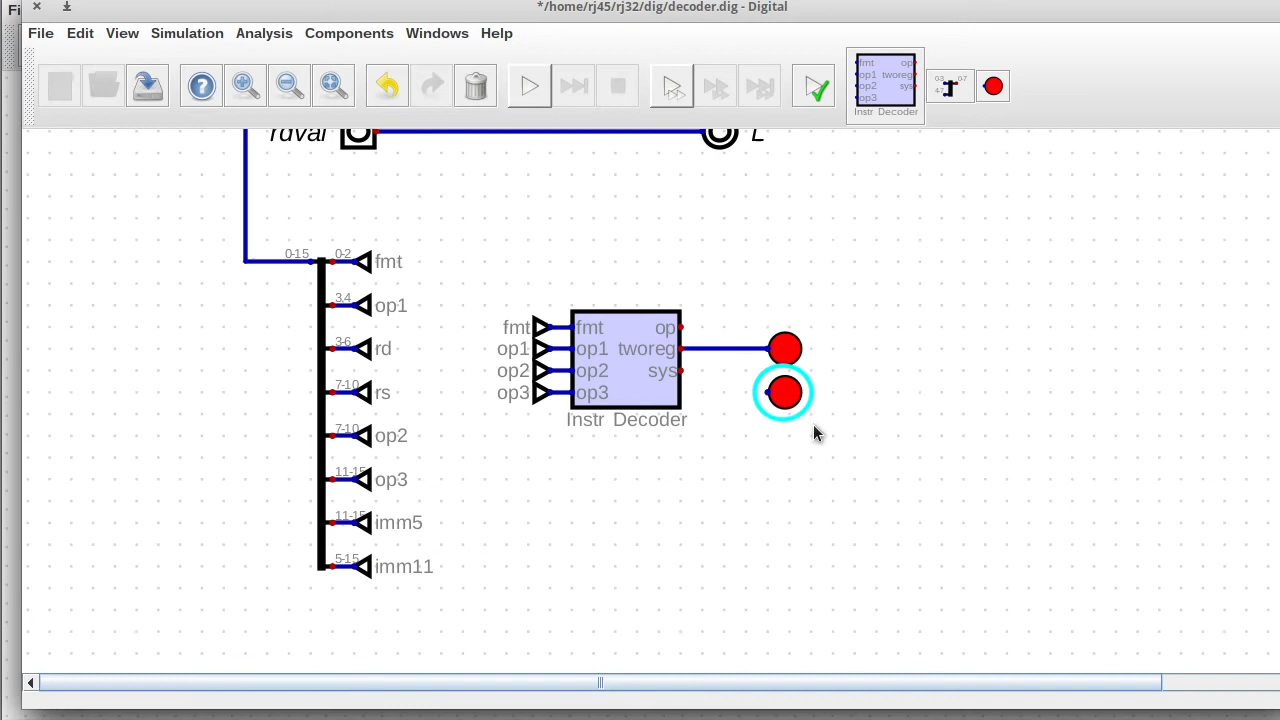 */home/rj45/rj32/dig/decoder.dig - Digital
Fi
File Edit View Simulation Analysis Components Windows Help
fmt op
op1 tworeg
op2 sys
op3
Instr Decoder
rdval L
0-15 0-2 fmt
3,4 op1
3-6 rd
7-10 rs
7-10 op2
11-15 op3
11-15 imm5
5-15 imm11
fmt fmt op
op1 op1 tworeg
op2 op2 sys
op3 op3
Instr Decoder